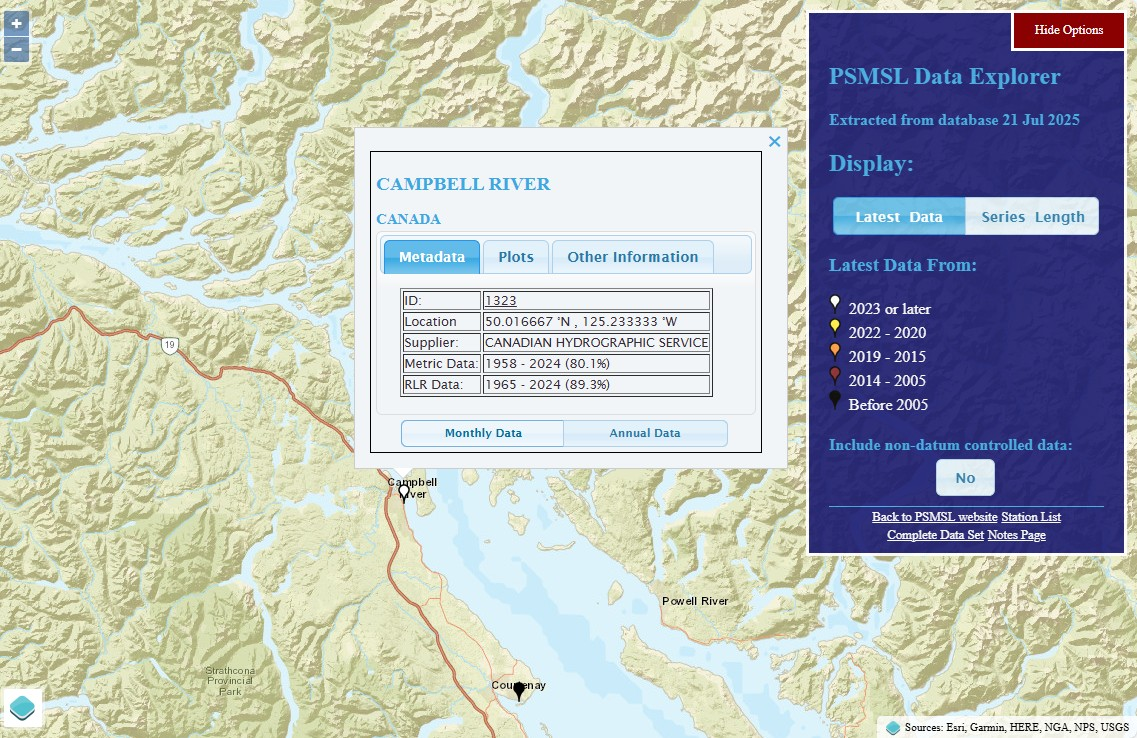 +
−
Hide Options
PSMSL Data Explorer
Extracted from database 21 Jul 2025
Display:
Latest Data Series Length
Latest Data From:
2023 or later
2022 - 2020
2019 - 2015
2014 - 2005
Before 2005
Include non-datum controlled data:
No
Back to PSMSL website Station List
Complete Data Set Notes Page
×
CAMPBELL RIVER
CANADA
Metadata Plots Other Information
ID: 1323
Location 50.016667 °N , 125.233333 °W
Supplier: CANADIAN HYDROGRAPHIC SERVICE
Metric Data: 1958 - 2024 (80.1%)
RLR Data: 1965 - 2024 (89.3%)
Monthly Data Annual Data
19
Campbell
River
Powell River
Strathcona
Provincial
Park
Courtenay
Sources: Esri, Garmin, HERE, NGA, NPS, USGS